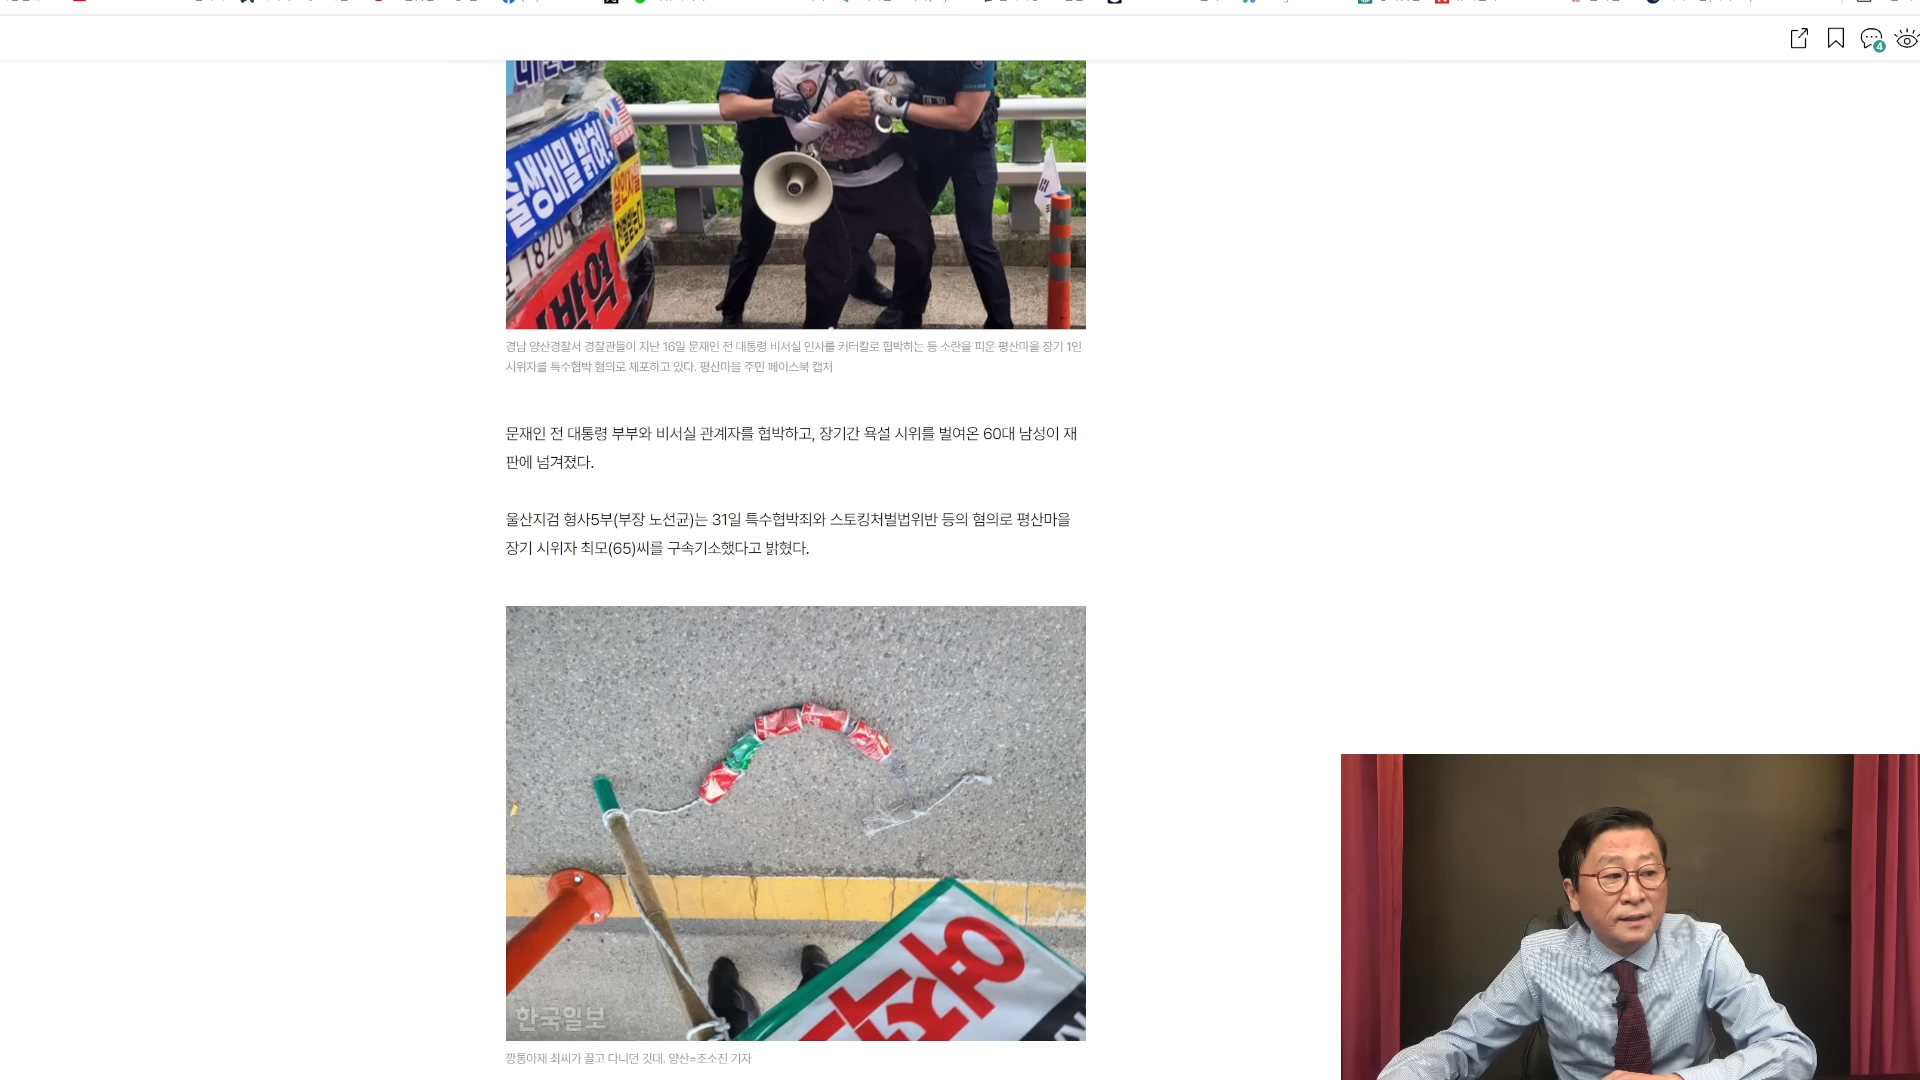 4
출생비밀 밝혀!
1820
반역
경남 양산경찰서 경찰관들이 지난 16일 문재인 전 대통령 비서실 인사를 커터칼로 협박하는 등 소란을 피운 평산마을 장기 1인
시위자를 특수협박 혐의로 체포하고 있다. 평산마을 주민 페이스북 캡처
문재인 전 대통령 부부와 비서실 관계자를 협박하고, 장기간 욕설 시위를 벌여온 60대 남성이 재
판에 넘겨졌다.
울산지검 형사5부(부장 노선균)는 31일 특수협박죄와 스토킹처벌법위반 등의 혐의로 평산마을
장기 시위자 최모(65)씨를 구속기소했다고 밝혔다.
한국일보
깡통아재 최씨가 끌고 다니던 깃대. 양산=조소진 기자